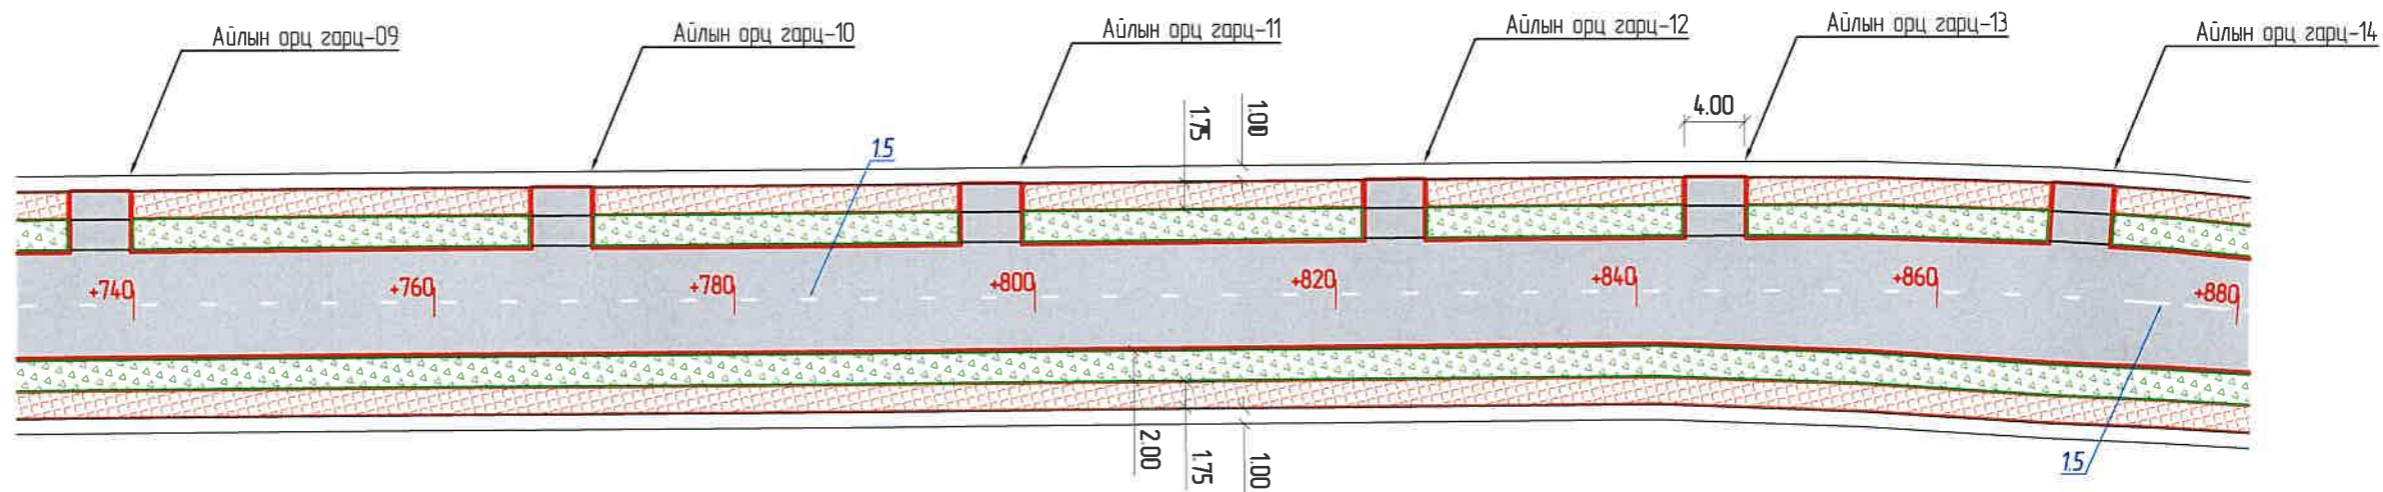 Айлын орц гарц-09
Айлын орц гарц-10
Айлын орц гарц-11
Айлын орц гарц-12
Айлын орц гарц-13
Айлын орц гарц-14
1.75
1.00
4.00
1.5
+740
+760
+780
+800
+820
+840
+860
+880
2.00
1.75
1.00
1.5